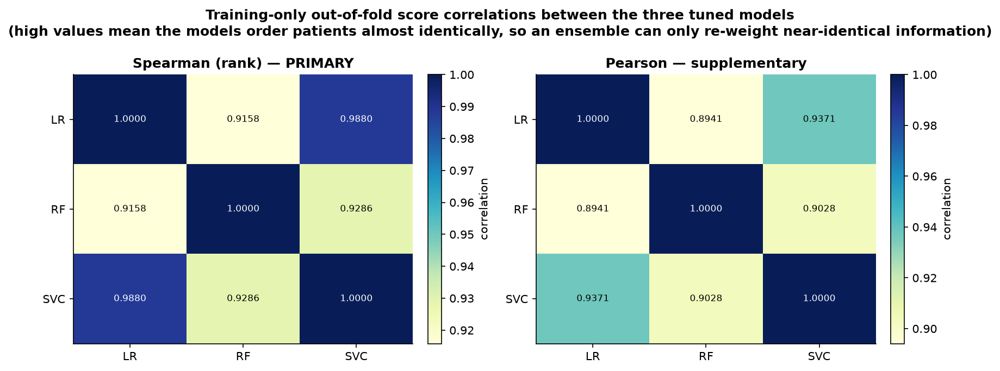 Training-only out-of-fold score correlations between the three tuned models
(high values mean the models order patients almost identically, so an ensemble can only re-weight near-identical information)
Spearman (rank) — PRIMARY
LR
RF
SVC
1.0000 0.9158 0.9880
0.9158 1.0000 0.9286
0.9880 0.9286 1.0000
LR RF SVC
1.00
0.99
0.98
0.97
0.96
0.95
0.94
0.93
0.92
correlation
Pearson — supplementary
LR
RF
SVC
1.0000 0.8941 0.9371
0.8941 1.0000 0.9028
0.9371 0.9028 1.0000
LR RF SVC
1.00
0.98
0.96
0.94
0.92
0.90
correlation